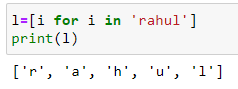 l=[i for i in 'rahul']
print(l)
['r', 'a', 'h', 'u', 'l']